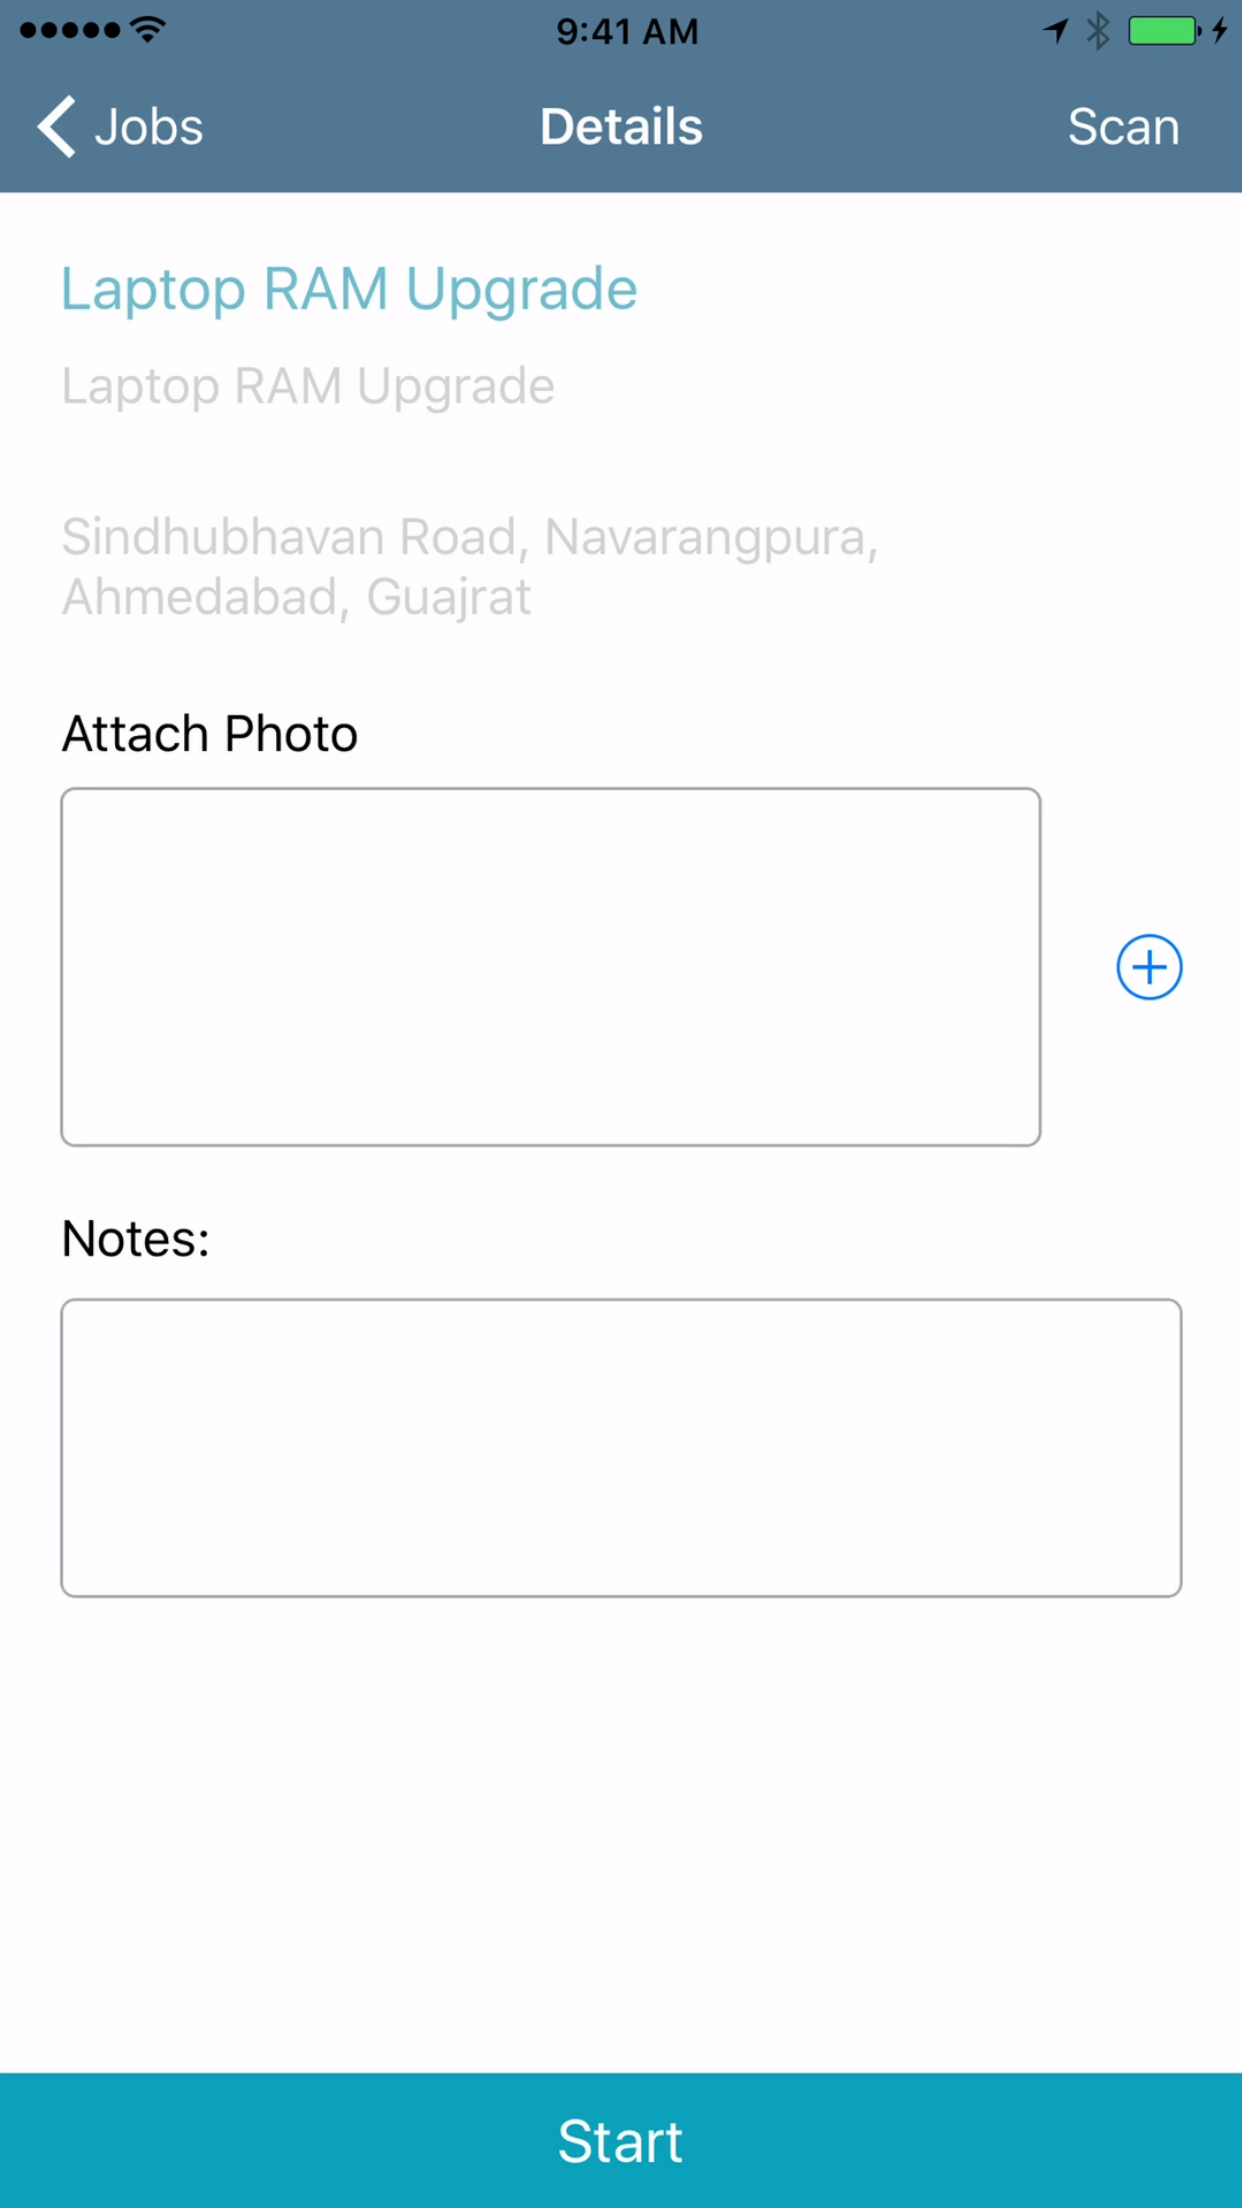 9:41 AM
Jobs
Details
Scan
Laptop RAM Upgrade
Laptop RAM Upgrade
Sindhubhavan Road, Navarangpura,
Ahmedabad, Guajrat
Attach Photo
Notes:
Start